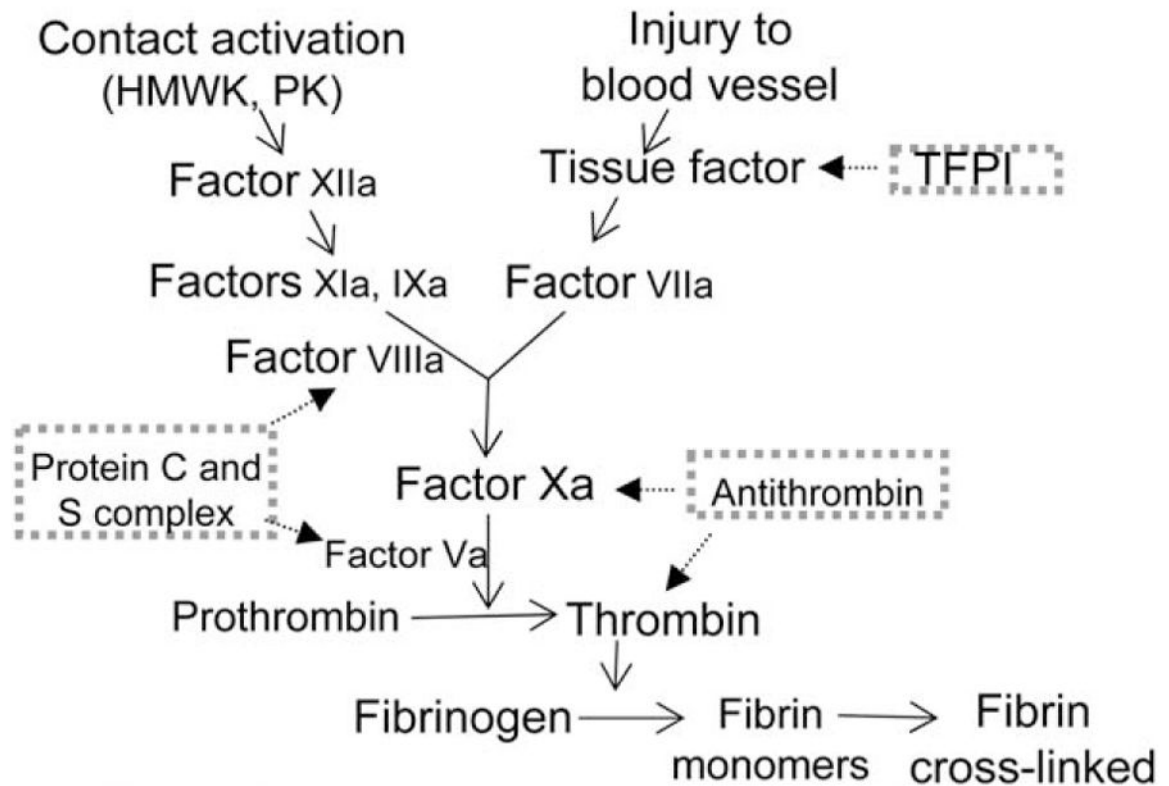 Contact activation
(HMWK, PK)
Injury to
blood vessel
Factor XIIa
Tissue factor
TFPI
Factors XIa, IXa
Factor VIIa
Factor VIIIa
Protein C and
S complex
Factor Xa
Antithrombin
Factor Va
Prothrombin
Thrombin
Fibrinogen
Fibrin
monomers
Fibrin
cross-linked